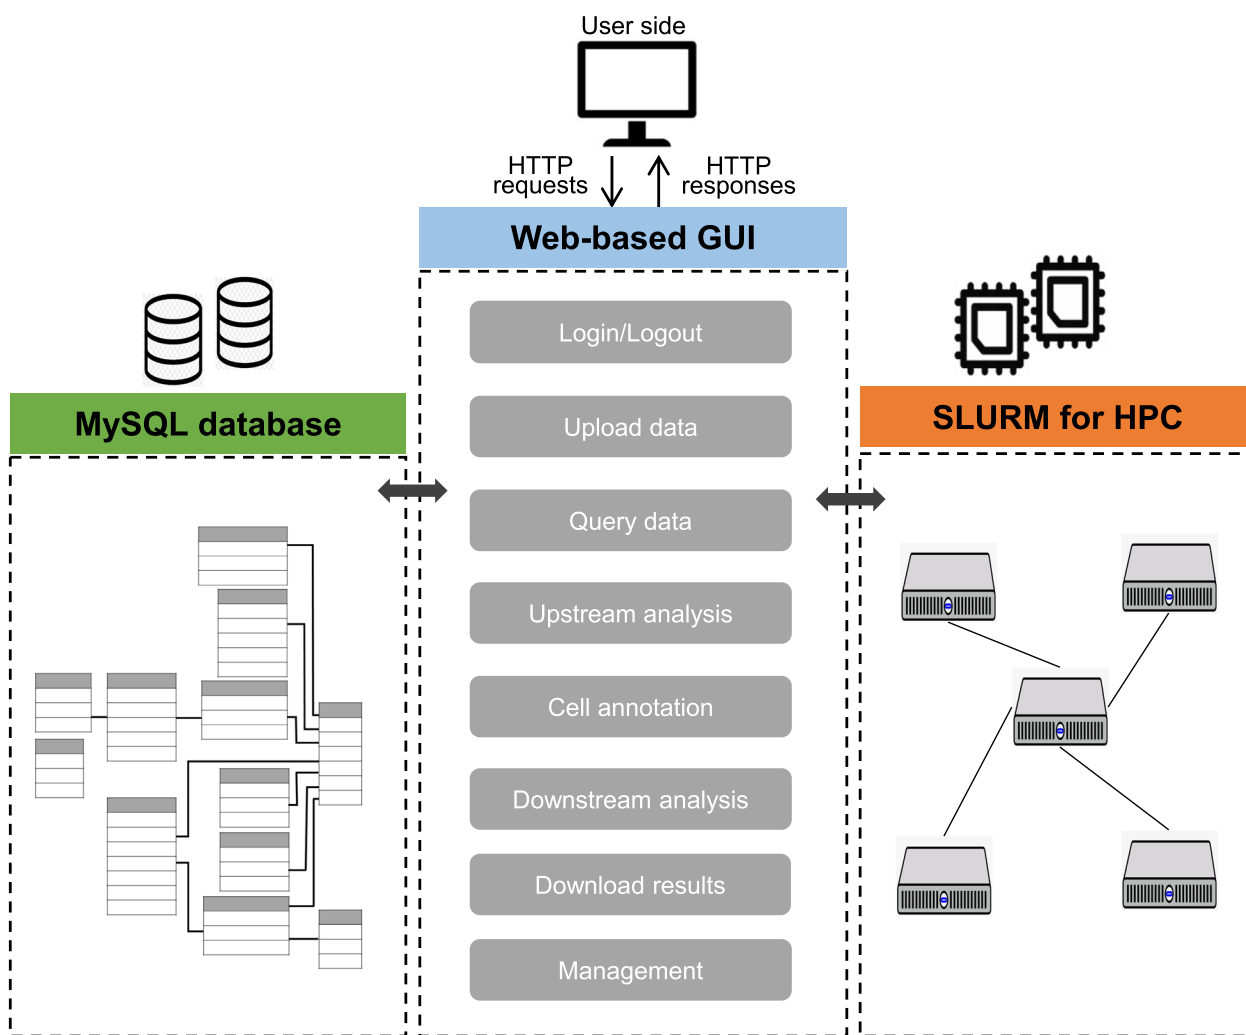 User side
HTTP
requests
HTTP
responses
Web-based GUI
MySQL database
SLURM for HPC
Login/Logout
Upload data
Query data
Upstream analysis
Cell annotation
Downstream analysis
Download results
Management